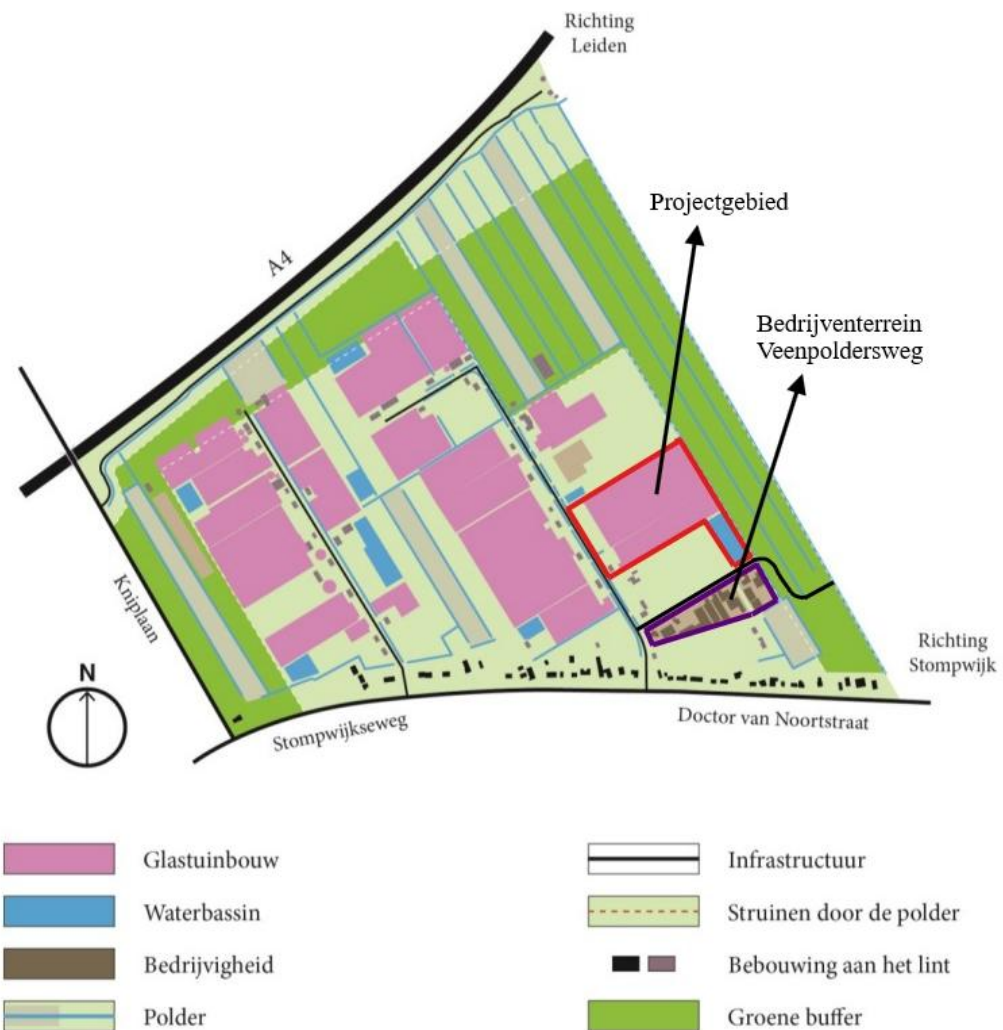 Richting
Leiden
Projectgebied
A4
Bedrijventerrein
Veenpoldersweg
Kniplaan
Richting
Stompwijk
N
Stompwijkseweg
Doctor van Noortstraat
Glastuinbouw
Infrastructuur
Waterbassin
Struinen door de polder
Bedrijvigheid
Bebouwing aan het lint
Polder
Groene buffer